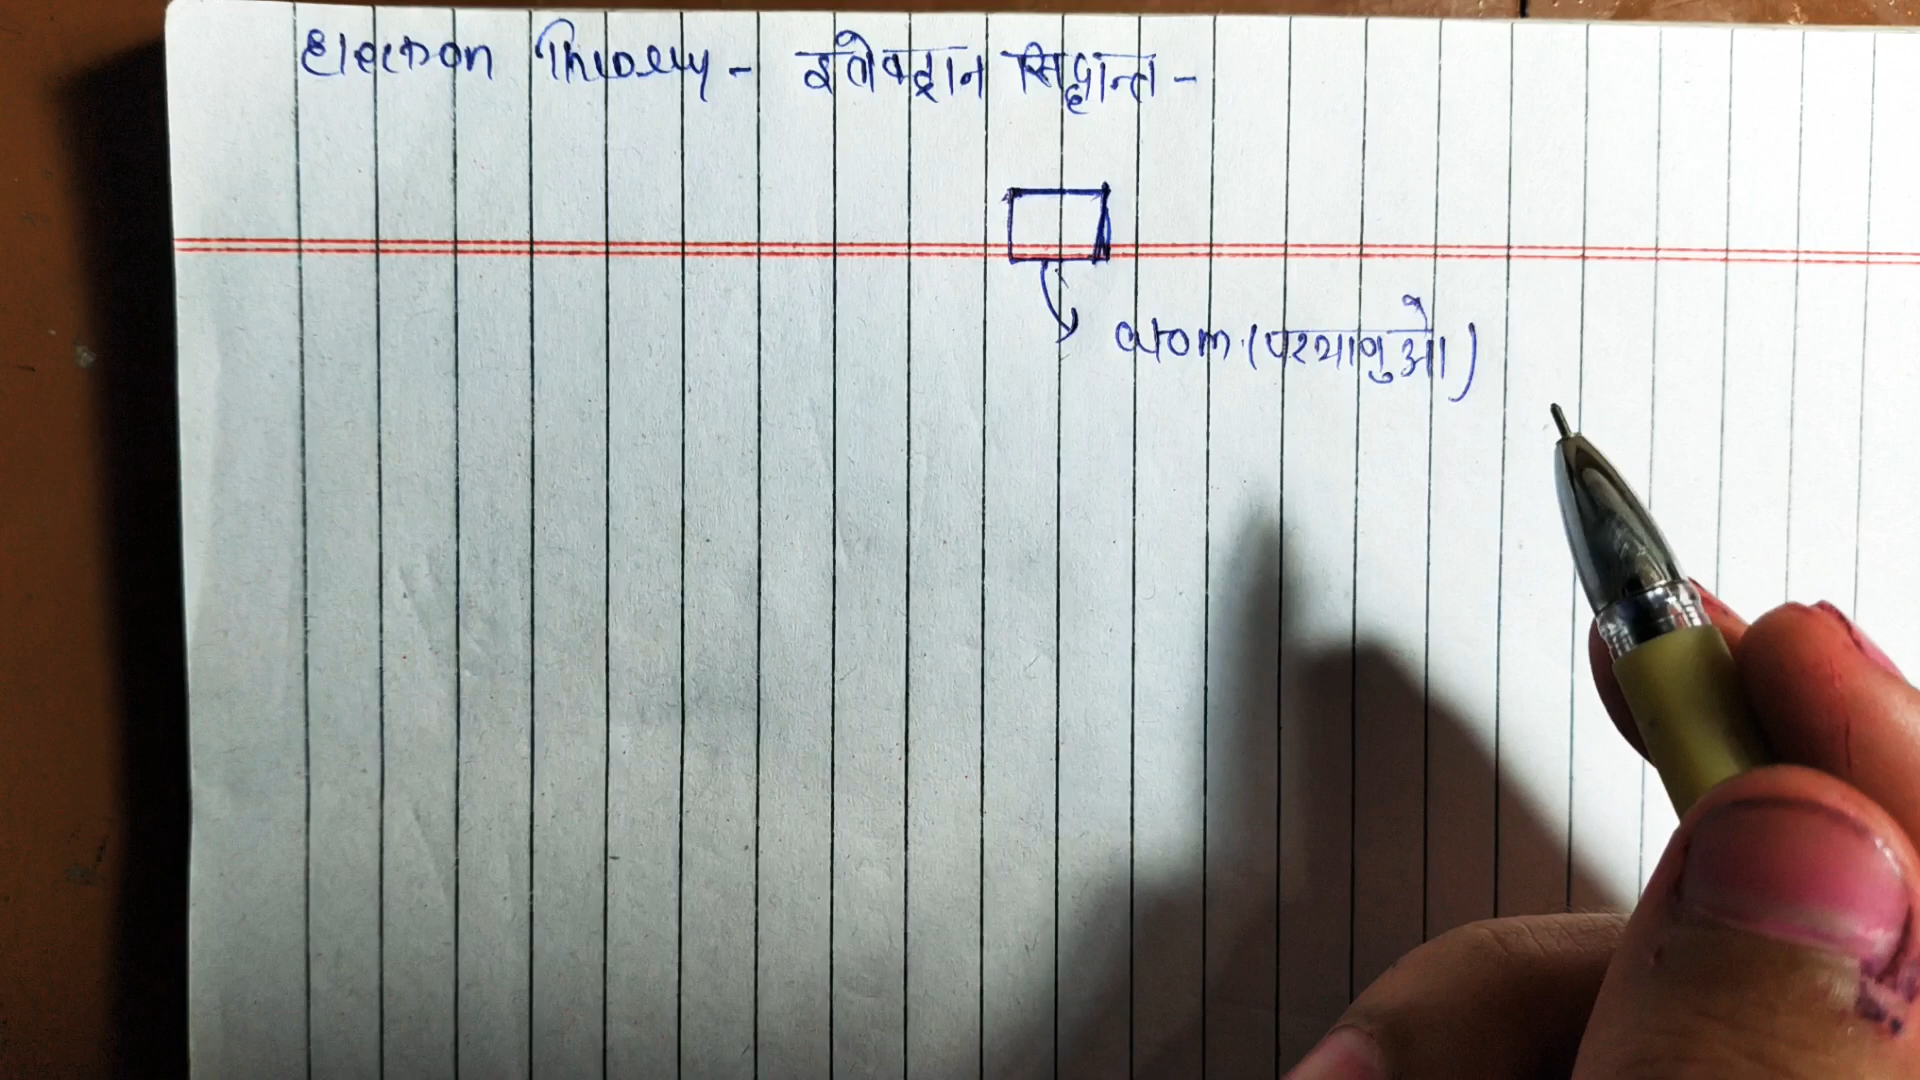 Electron Theory - इलेक्ट्रान सिद्धान्त -
atom (परमाणुओ)